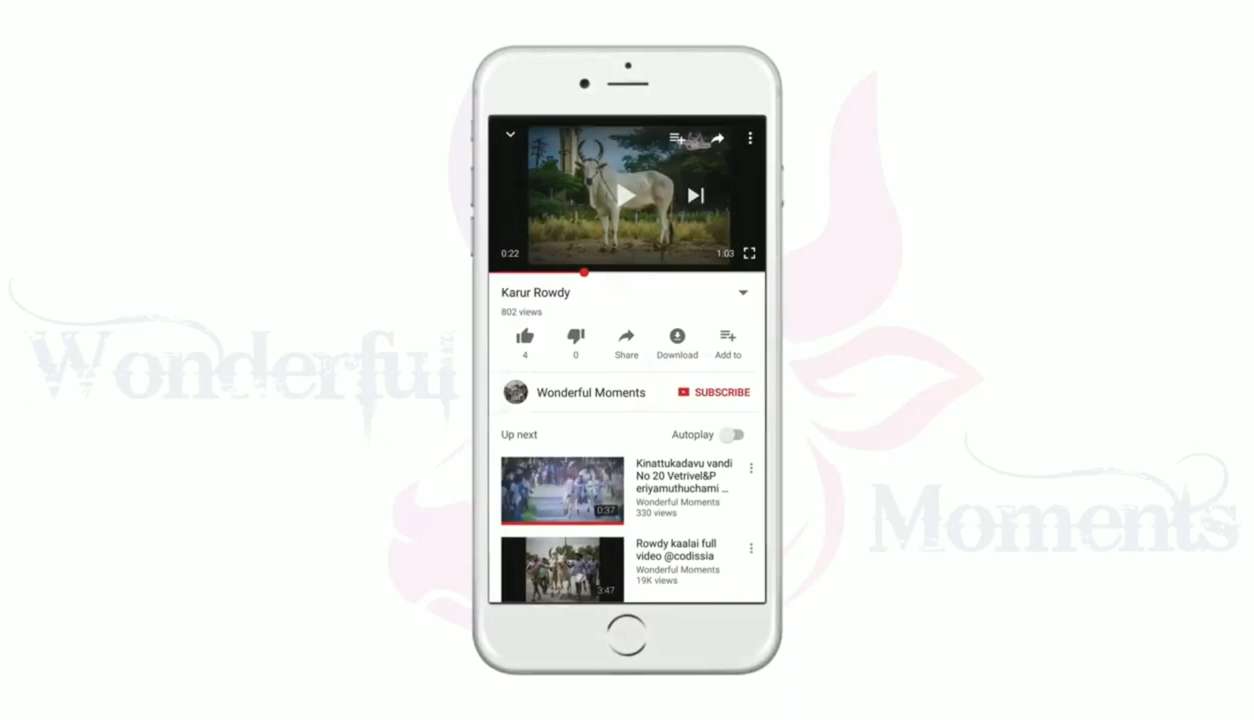 0:22
1:03
Karur Rowdy
802 views
4
0
Share
Download
Add to
Wonderful Moments
SUBSCRIBE
Up next
Autoplay
Kinattukadavu vandi
No 20 Vetrivel&P
eriyamuthuchami ...
Wonderful Moments
330 views
0:37
Rowdy kaalai full
video @codissia
Wonderful Moments
19K views
3:47
Wonderful
Moments